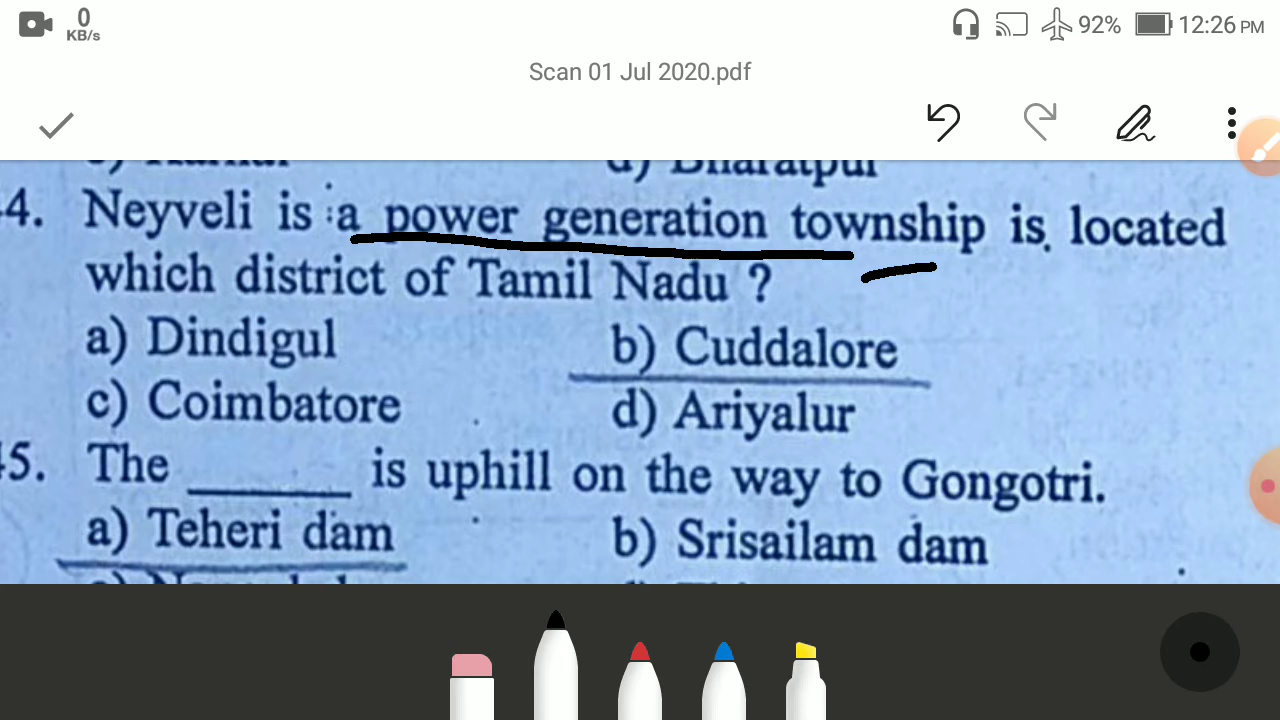 0
KB/s
92%
12:26 PM
Scan 01 Jul 2020.pdf
d) Bharatpur
4. Neyveli is a power generation township is located
which district of Tamil Nadu ?
a) Dindigul b) Cuddalore
c) Coimbatore d) Ariyalur
45. The ______ is uphill on the way to Gongotri.
a) Teheri dam b) Srisailam dam